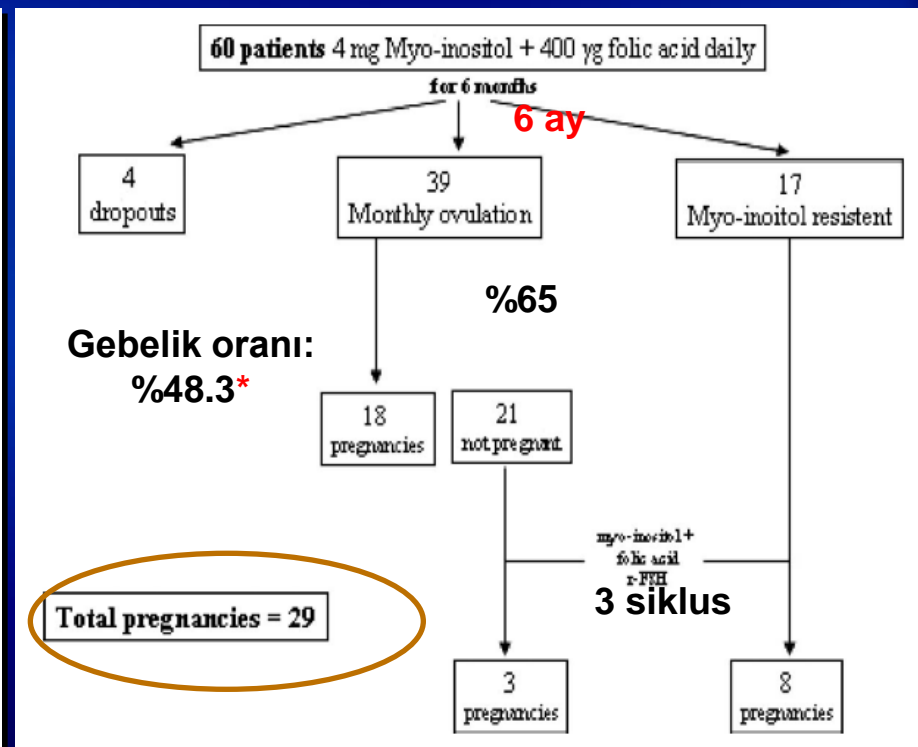 60 patients 4 mg Myo-inositol + 400 γg folic acid daily
for 6 months
6 ay
4
dropouts
39
Monthly ovulation
17
Myo-inoitol resistent
%65
Gebelik oranı:
%48.3*
18
pregnancies
21
not pregnant
myo-inositol+
folic acid
r-FSH
3 siklus
Total pregnancies = 29
3
pregnancies
8
pregnancies